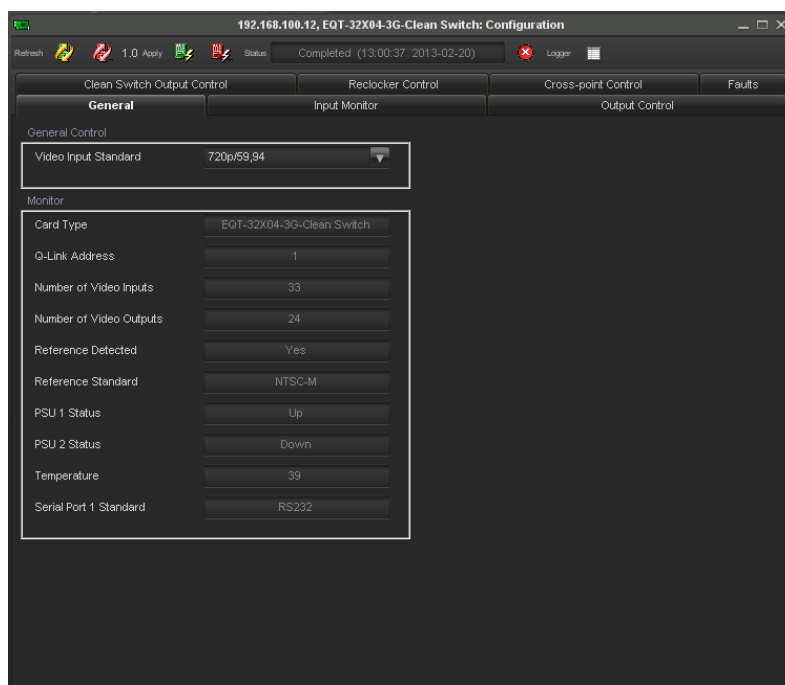 192.168.100.12, EQT-32X04-3G-Clean Switch: Configuration
Refresh 1.0 Apply Status Completed (13:00:37 2013-02-20) Logger
Clean Switch Output Control Reclocker Control Cross-point Control Faults
General Input Monitor Output Control
General Control
Video Input Standard 720p/59,94
Monitor
Card Type EQT-32X04-3G-Clean Switch
Q-Link Address 1
Number of Video Inputs 33
Number of Video Outputs 24
Reference Detected Yes
Reference Standard NTSC-M
PSU 1 Status Up
PSU 2 Status Down
Temperature 39
Serial Port 1 Standard RS232